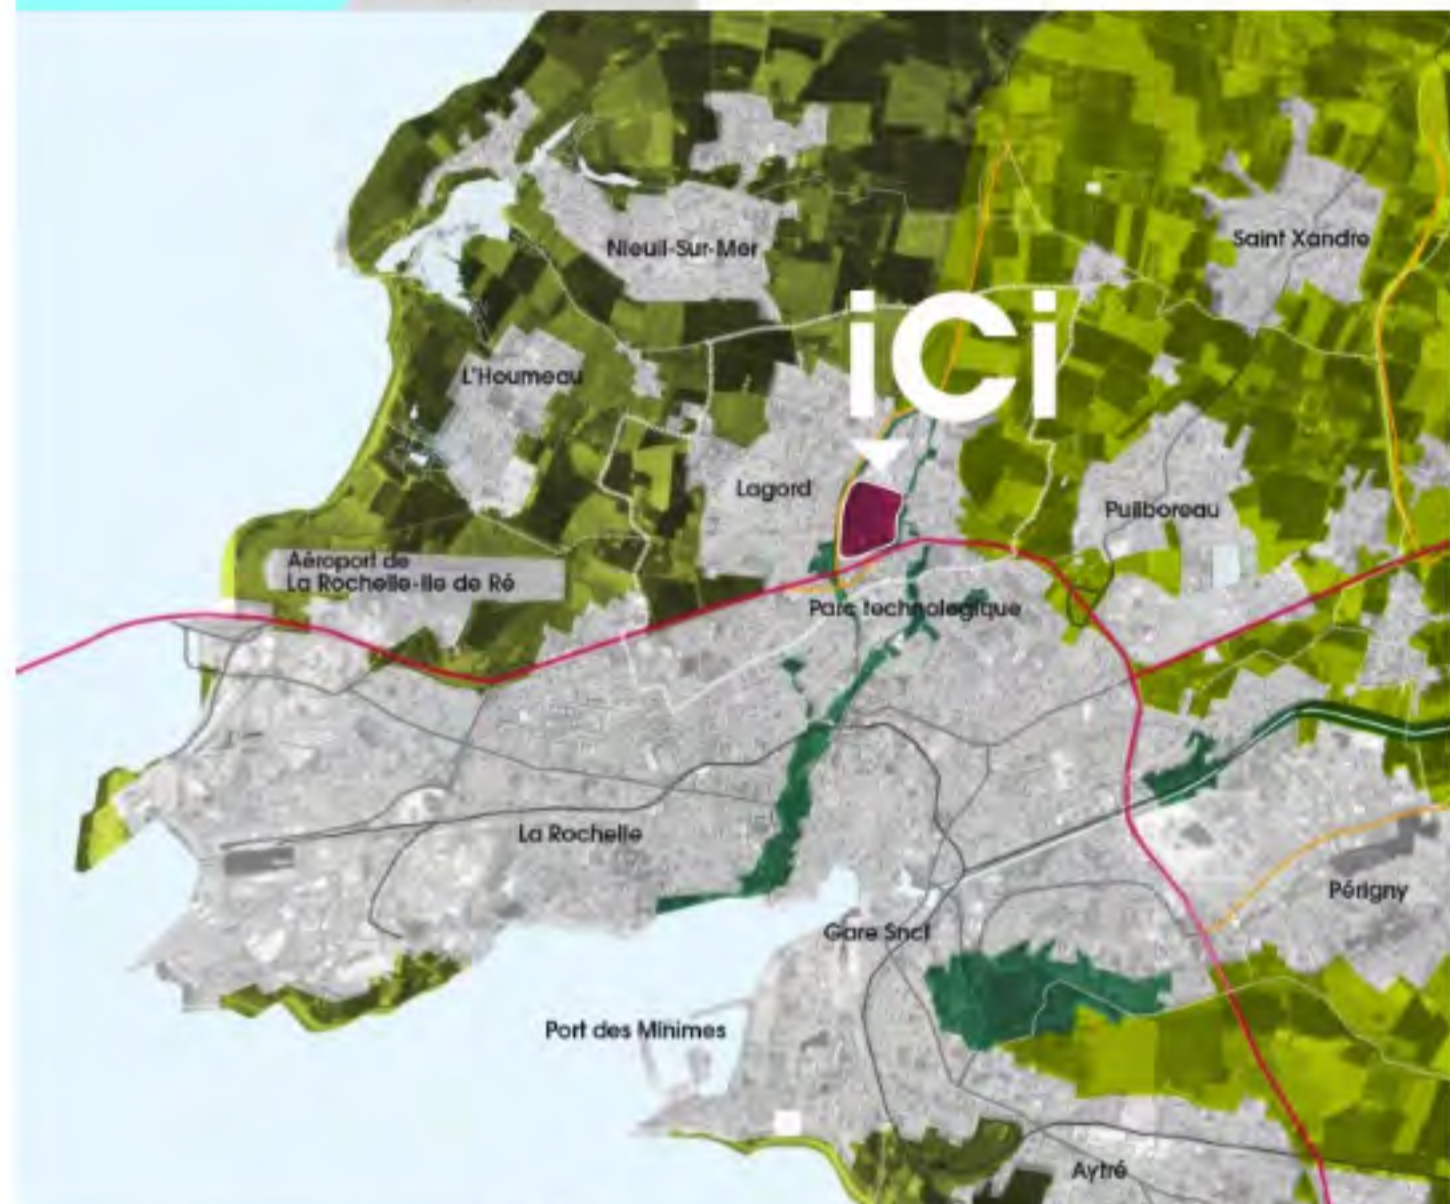 Nieuil-Sur-Mer
Saint Xandre
iCi
L'Houmeau
Lagord
Puilboreau
Aéroport de
La Rochelle-Ile de Ré
Parc technologique
La Rochelle
Périgny
Gare Sncf
Port des Minimes
Aytré